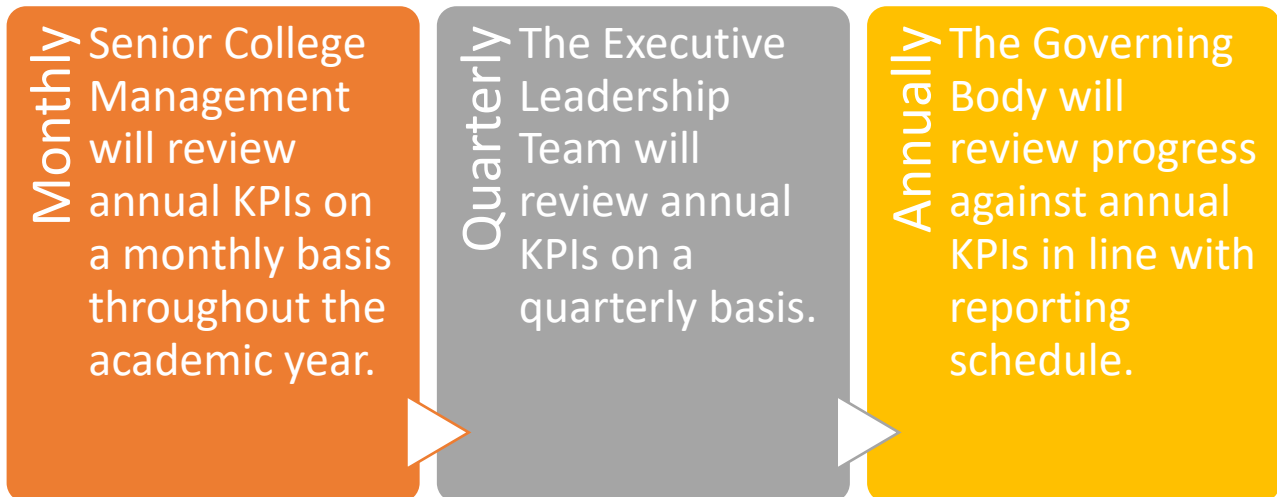 Monthly
Senior College
Management
will review
annual KPIs on
a monthly basis
throughout the
academic year.
Quarterly
The Executive
Leadership
Team will
review annual
KPIs on a
quarterly basis.
Annually
The Governing
Body will
review progress
against annual
KPIs in line with
reporting
schedule.